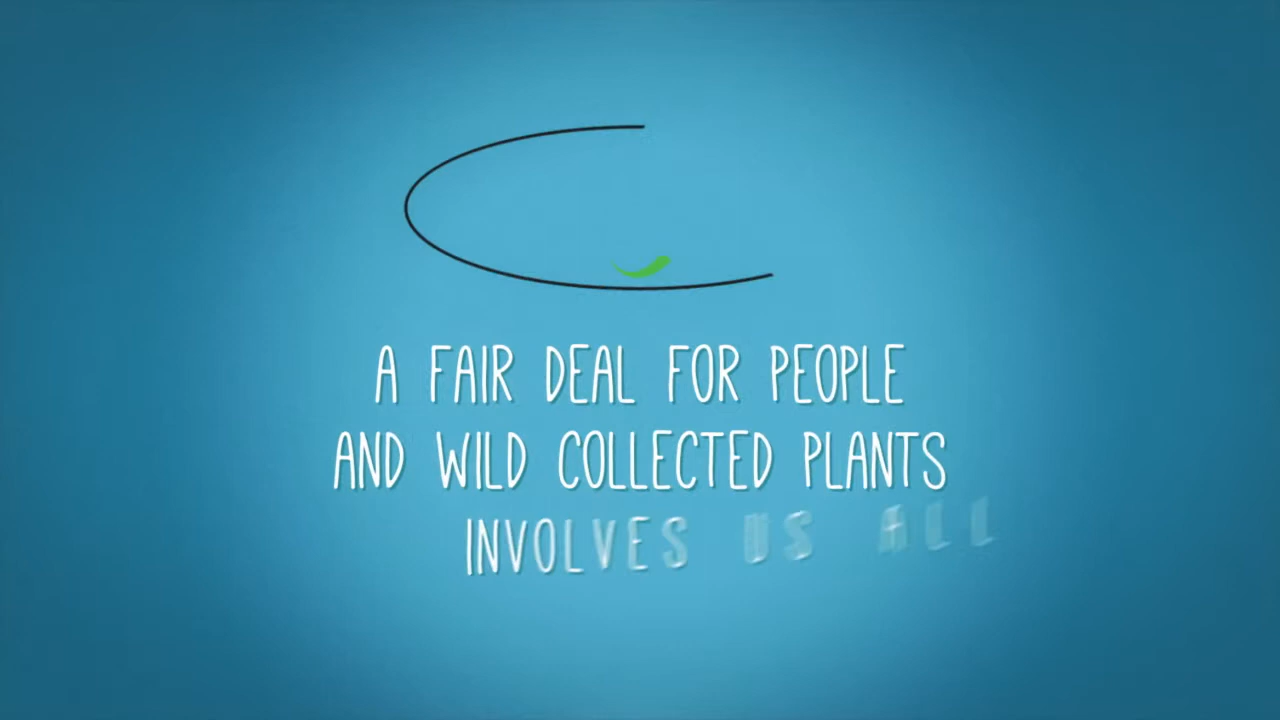 A FAIR DEAL FOR PEOPLE
AND WILD COLLECTED PLANTS
INVOLVES US ALL